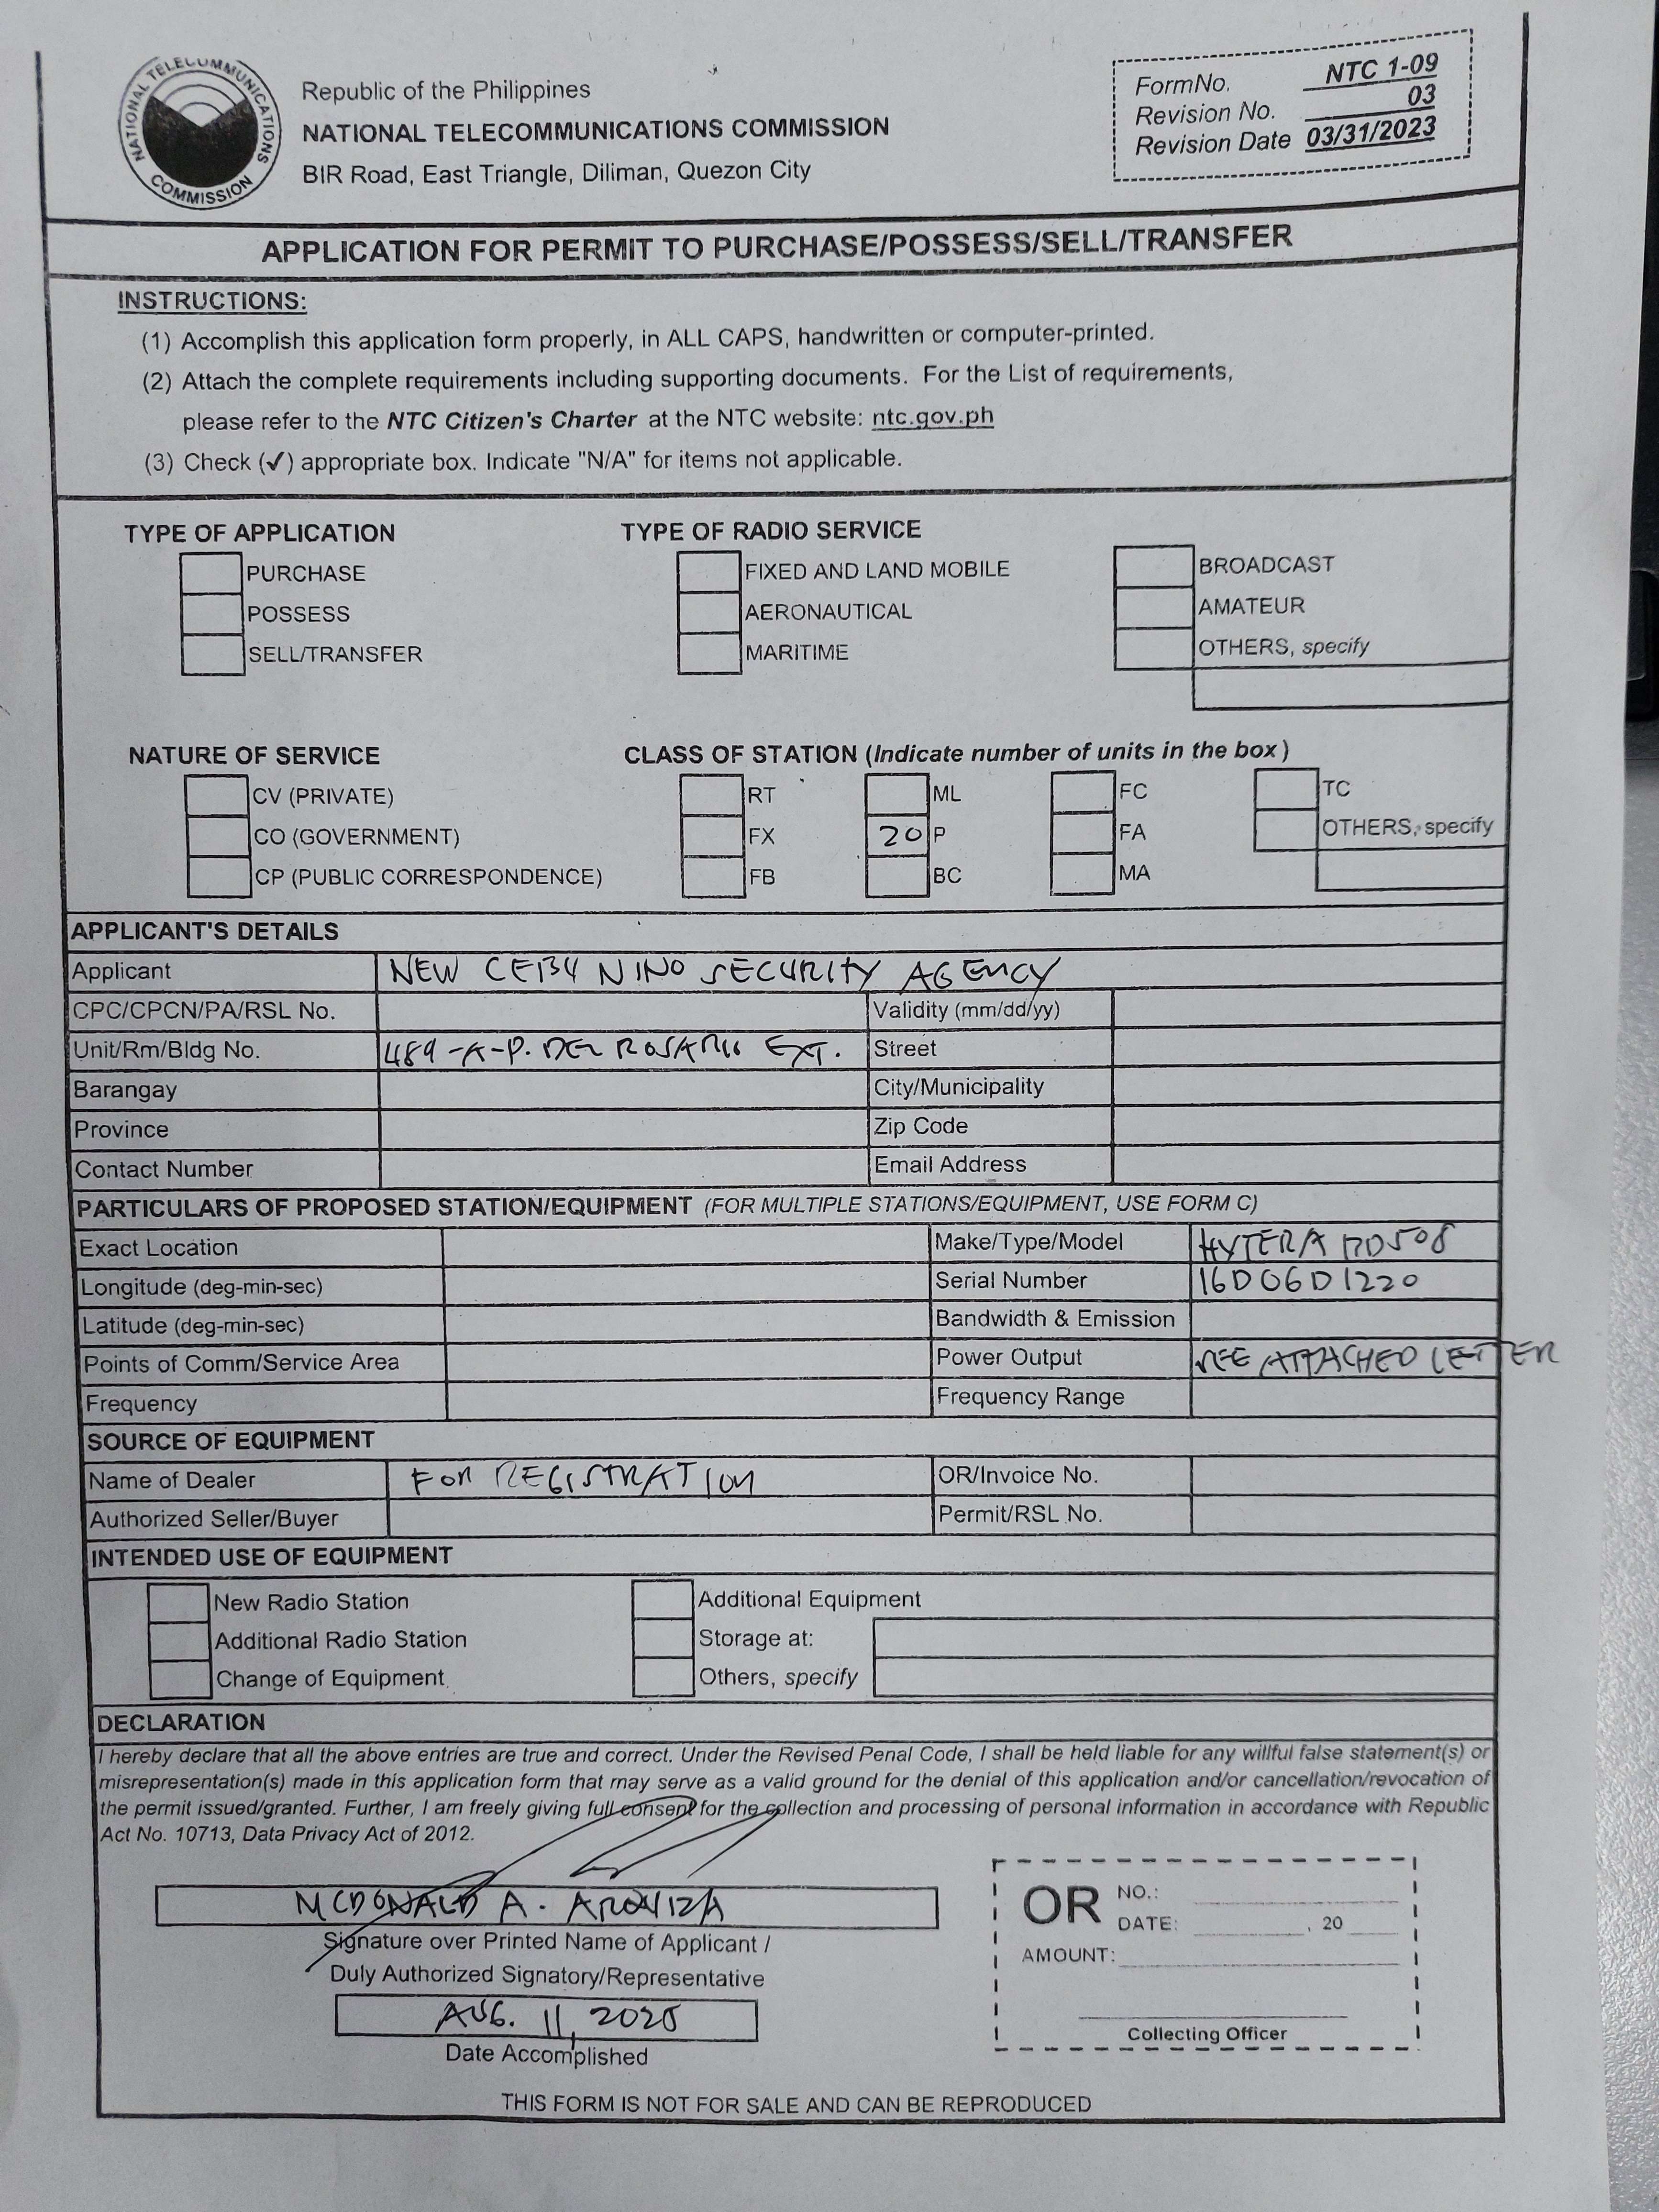 NATIONAL TELECOMMUNICATIONS COMMISSION
Republic of the Philippines
NATIONAL TELECOMMUNICATIONS COMMISSION
BIR Road, East Triangle, Diliman, Quezon City
FormNo. NTC 1-09
Revision No. 03
Revision Date 03/31/2023
APPLICATION FOR PERMIT TO PURCHASE/POSSESS/SELL/TRANSFER
INSTRUCTIONS:
(1) Accomplish this application form properly, in ALL CAPS, handwritten or computer-printed.
(2) Attach the complete requirements including supporting documents. For the List of requirements,
please refer to the NTC Citizen's Charter at the NTC website: ntc.gov.ph
(3) Check (✓) appropriate box. Indicate "N/A" for items not applicable.
TYPE OF APPLICATION
PURCHASE
POSSESS
SELL/TRANSFER
TYPE OF RADIO SERVICE
FIXED AND LAND MOBILE
AERONAUTICAL
MARITIME
BROADCAST
AMATEUR
OTHERS, specify
NATURE OF SERVICE
CV (PRIVATE)
CO (GOVERNMENT)
CP (PUBLIC CORRESPONDENCE)
CLASS OF STATION (Indicate number of units in the box)
RT
FX
FB
ML
20 P
BC
FC
FA
MA
TC
OTHERS, specify
APPLICANT'S DETAILS
Applicant NEW CEBU NINO SECURITY AGENCY
CPC/CPCN/PA/RSL No. Validity (mm/dd/yy)
Unit/Rm/Bldg No. 489-A-P. DEL ROSARIO EXT. Street
Barangay City/Municipality
Province Zip Code
Contact Number Email Address
PARTICULARS OF PROPOSED STATION/EQUIPMENT (FOR MULTIPLE STATIONS/EQUIPMENT, USE FORM C)
Exact Location Make/Type/Model HYTERA PD508
Longitude (deg-min-sec) Serial Number 16D06D1220
Latitude (deg-min-sec) Bandwidth & Emission
Points of Comm/Service Area Power Output SEE ATTACHED LETTER
Frequency Frequency Range
SOURCE OF EQUIPMENT
Name of Dealer FOR REGISTRATION OR/Invoice No.
Authorized Seller/Buyer Permit/RSL No.
INTENDED USE OF EQUIPMENT
New Radio Station
Additional Radio Station
Change of Equipment
Additional Equipment
Storage at:
Others, specify
DECLARATION
I hereby declare that all the above entries are true and correct. Under the Revised Penal Code, I shall be held liable for any willful false statement(s) or
misrepresentation(s) made in this application form that may serve as a valid ground for the denial of this application and/or cancellation/revocation of
the permit issued/granted. Further, I am freely giving full consent for the collection and processing of personal information in accordance with Republic
Act No. 10713, Data Privacy Act of 2012.
MCDONALD A.
Signature over Printed Name of Applicant /
Duly Authorized Signatory/Representative
AUG. 11, 2025
Date Accomplished
OR NO.:
DATE: , 20
AMOUNT:
Collecting Officer
THIS FORM IS NOT FOR SALE AND CAN BE REPRODUCED